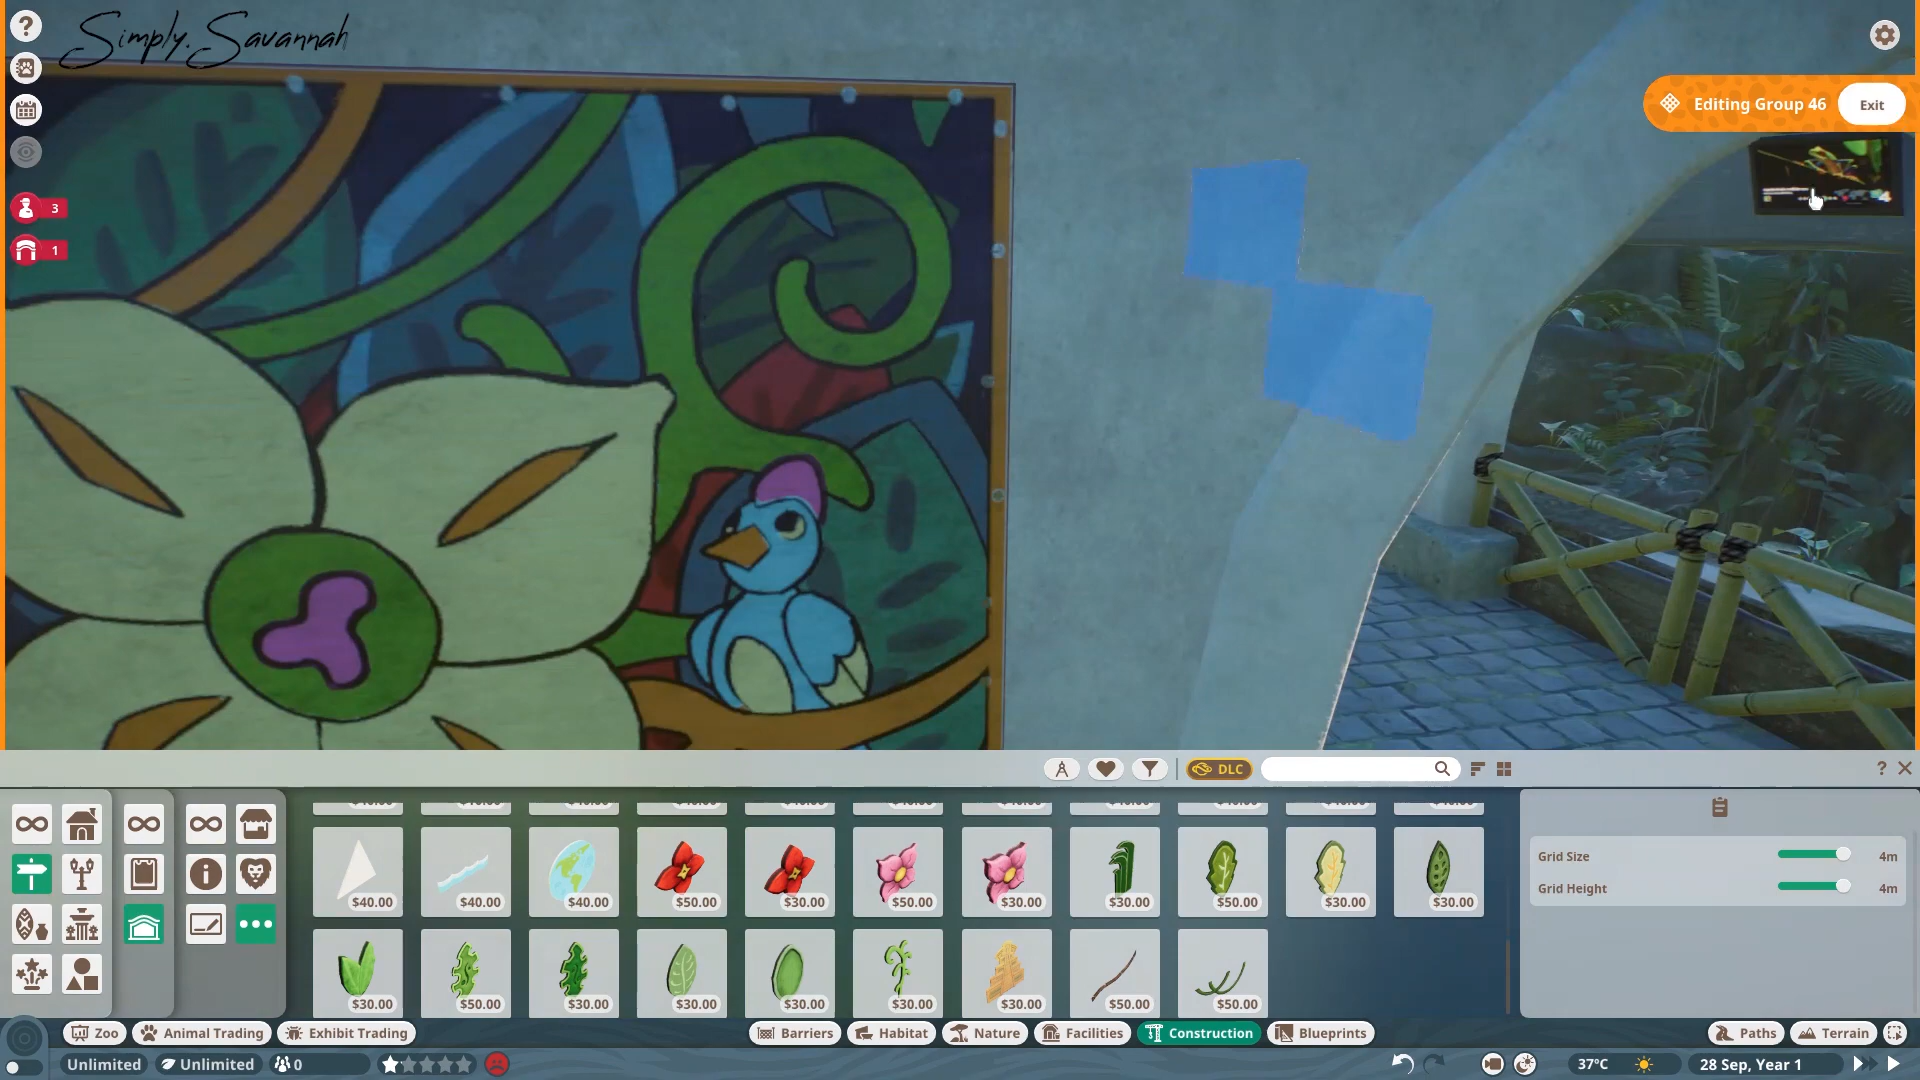 Simply.Savannah
Editing Group 46
Exit
3
1
DLC
$40.00 $40.00 $40.00 $50.00 $30.00 $50.00 $30.00 $30.00 $50.00 $30.00 $30.00
$30.00 $50.00 $30.00 $30.00 $30.00 $30.00 $30.00 $50.00 $50.00
?
Grid Size 4m
Grid Height 4m
Zoo Animal Trading Exhibit Trading Barriers Habitat Nature Facilities Construction Blueprints Paths Terrain
Unlimited Unlimited 0 37°C 28 Sep, Year 1